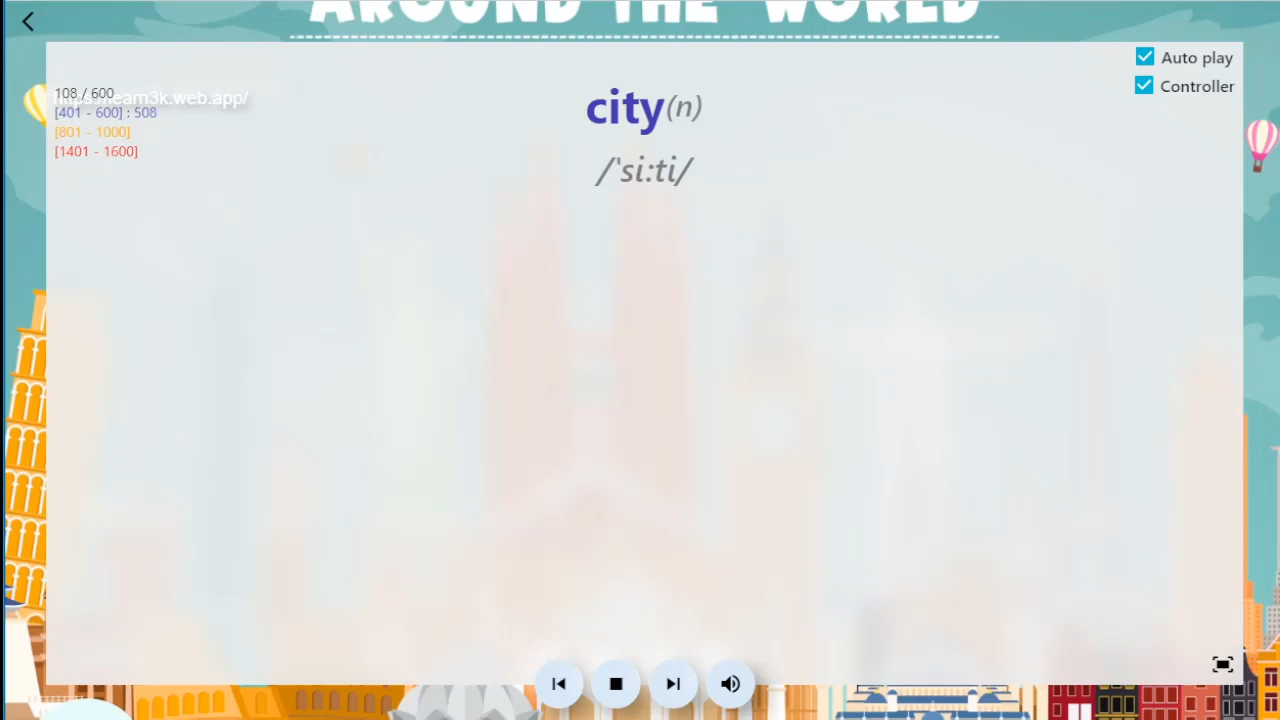 AROUND THE WORLD
Auto play
Controller
108 / 600
https://learn3k.web.app/
[401 - 600] : 508
[801 - 1000]
[1401 - 1600]
city(n)
/ˈsi:ti/